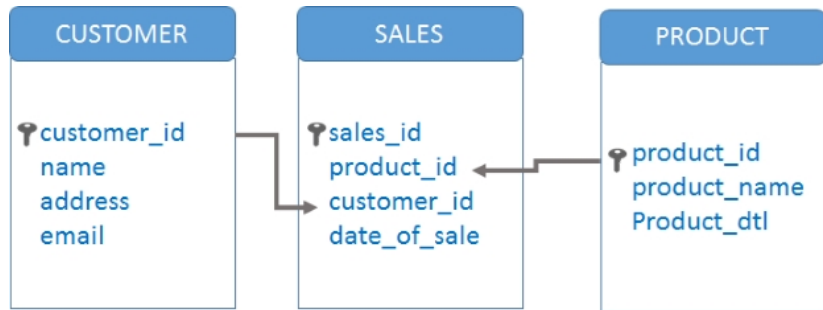 CUSTOMER
customer_id
name
address
email
SALES
sales_id
product_id
customer_id
date_of_sale
PRODUCT
product_id
product_name
Product_dtl